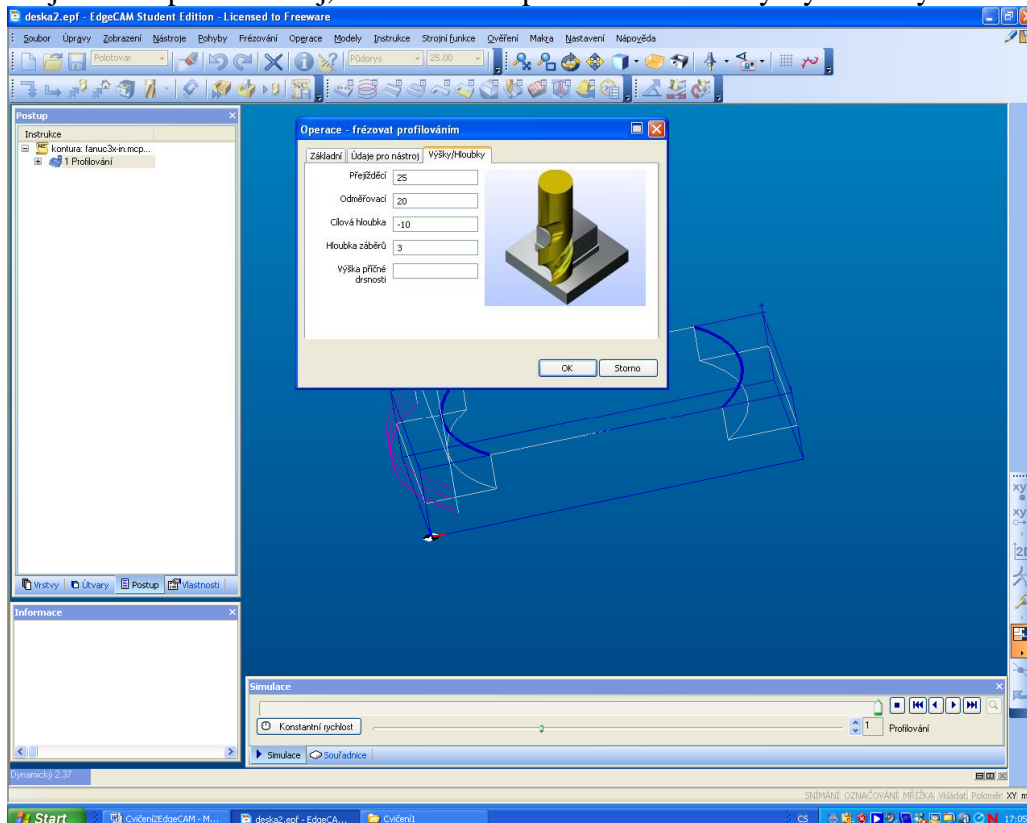 deska2.epf - EdgeCAM Student Edition - Licensed to Freeware
Soubor Úpravy Zobrazení Nástroje Pohyby Frézování Operace Modely Instrukce Strojní funkce Ověření Makra Nastavení Nápověda
Polotovar Půdorys 25.00
Postup
Instrukce
kontura: fanuc3x-in.mcp...
1 Profilování
Operace - frézovat profilováním
Základní Údaje pro nástroj Výšky/Hloubky
Přejížděcí 25
Odměřovací 20
Cílová hloubka -10
Hloubka záběrů 3
Výška příčné
drsnosti
OK Storno
xy
xy
Vrstvy Útvary Postup Vlastnosti
Informace
Simulace
Konstantní rychlost 1 Profilování
Simulace Souřadnice
Dynamický 2.37
SNÍMÁNÍ OZNAČOVÁNÍ MŘÍŽKA Vkládat Poloměr XY m
Start Cvičení2EdgeCAM - M... deska2.epf - EdgeCA... Cvičení1 CS 17:05